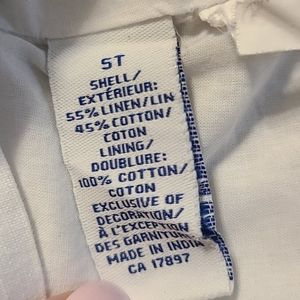 5T
SHELL/
EXTÉRIEUR:
55% LINEN/LIN
45% COTTON/
COTON
LINING/
DOUBLURE:
100% COTTON/
COTON
EXCLUSIVE OF
DECORATION/
À L'EXCEPTION
DES GARNITURE
MADE IN INDIA
CA 17897